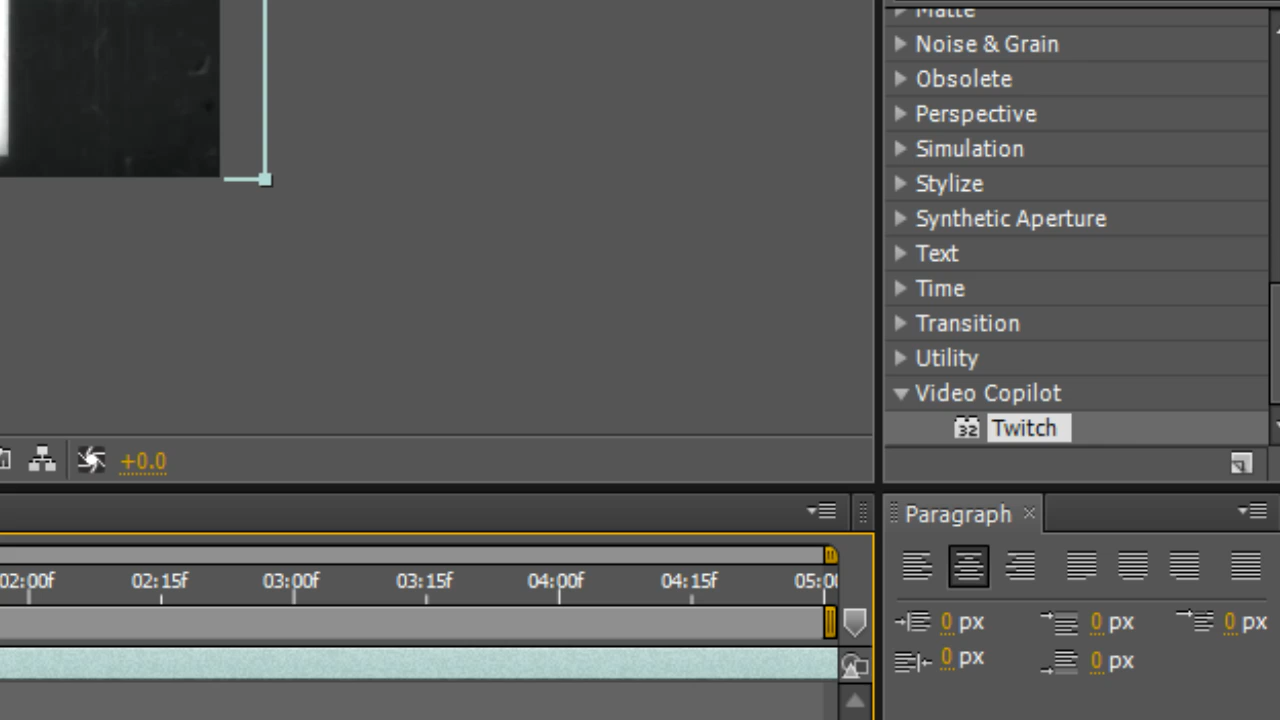 Matte
Noise & Grain
Obsolete
Perspective
Simulation
Stylize
Synthetic Aperture
Text
Time
Transition
Utility
Video Copilot
32 Twitch
+0.0
Paragraph
02:00f 02:15f 03:00f 03:15f 04:00f 04:15f 05:00
0 px 0 px 0 px
0 px 0 px